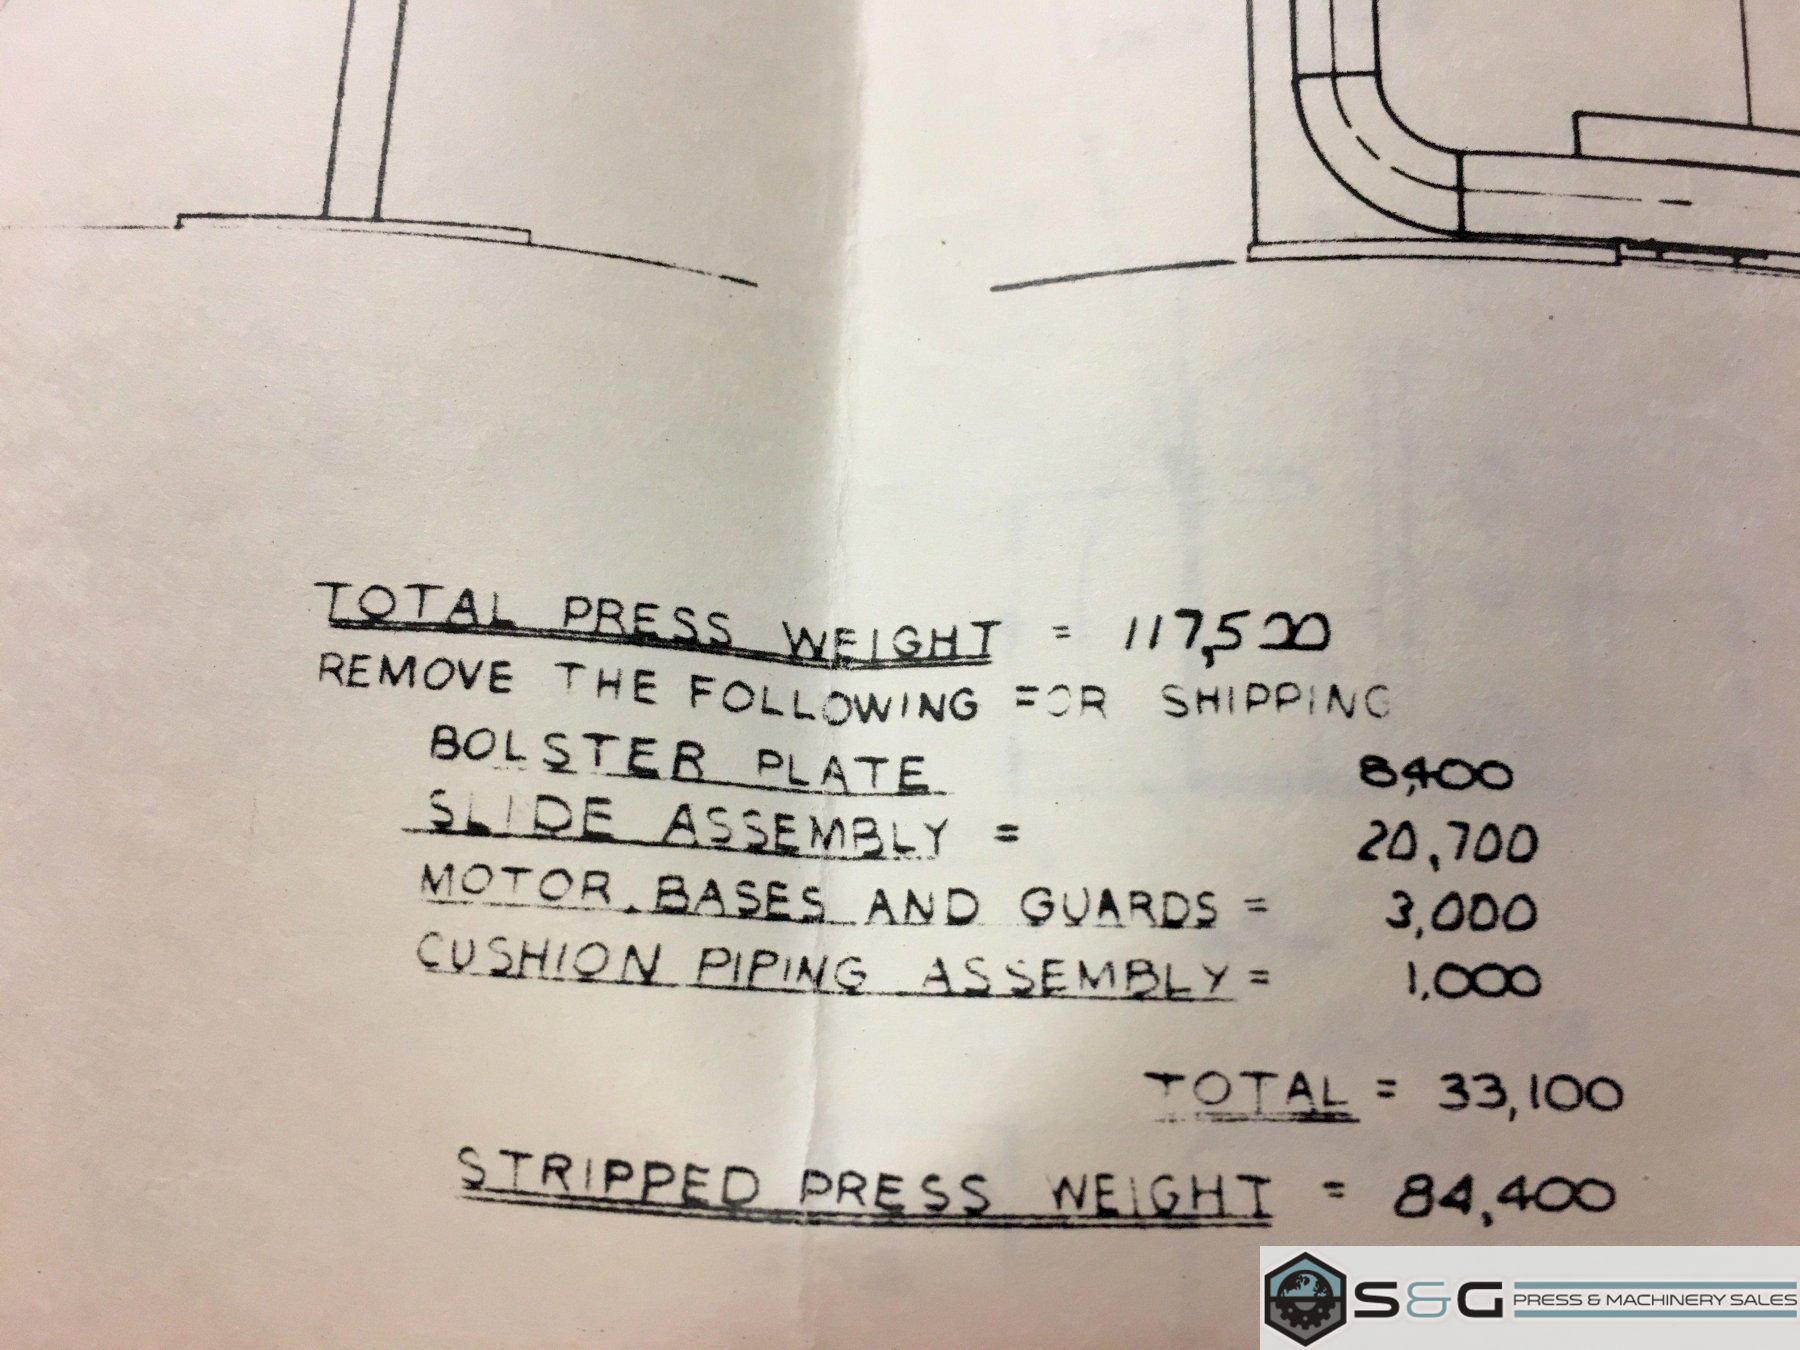 TOTAL PRESS WEIGHT = 117,500
REMOVE THE FOLLOWING FOR SHIPPING
BOLSTER PLATE 8,400
SLIDE ASSEMBLY = 20,700
MOTOR, BASES AND GUARDS = 3,000
CUSHION PIPING ASSEMBLY = 1,000
TOTAL = 33,100
STRIPPED PRESS WEIGHT = 84,400
S&G PRESS & MACHINERY SALES